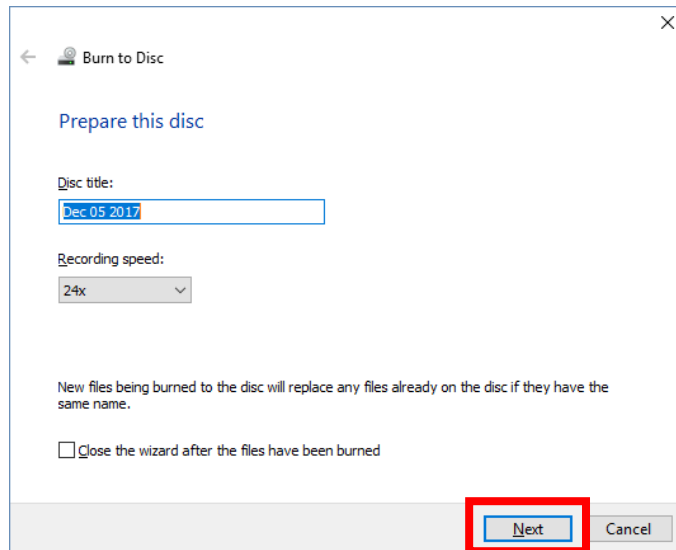 Burn to Disc
Prepare this disc
Disc title:
Dec 05 2017
Recording speed:
24x
New files being burned to the disc will replace any files already on the disc if they have the
same name.
Close the wizard after the files have been burned
Next
Cancel